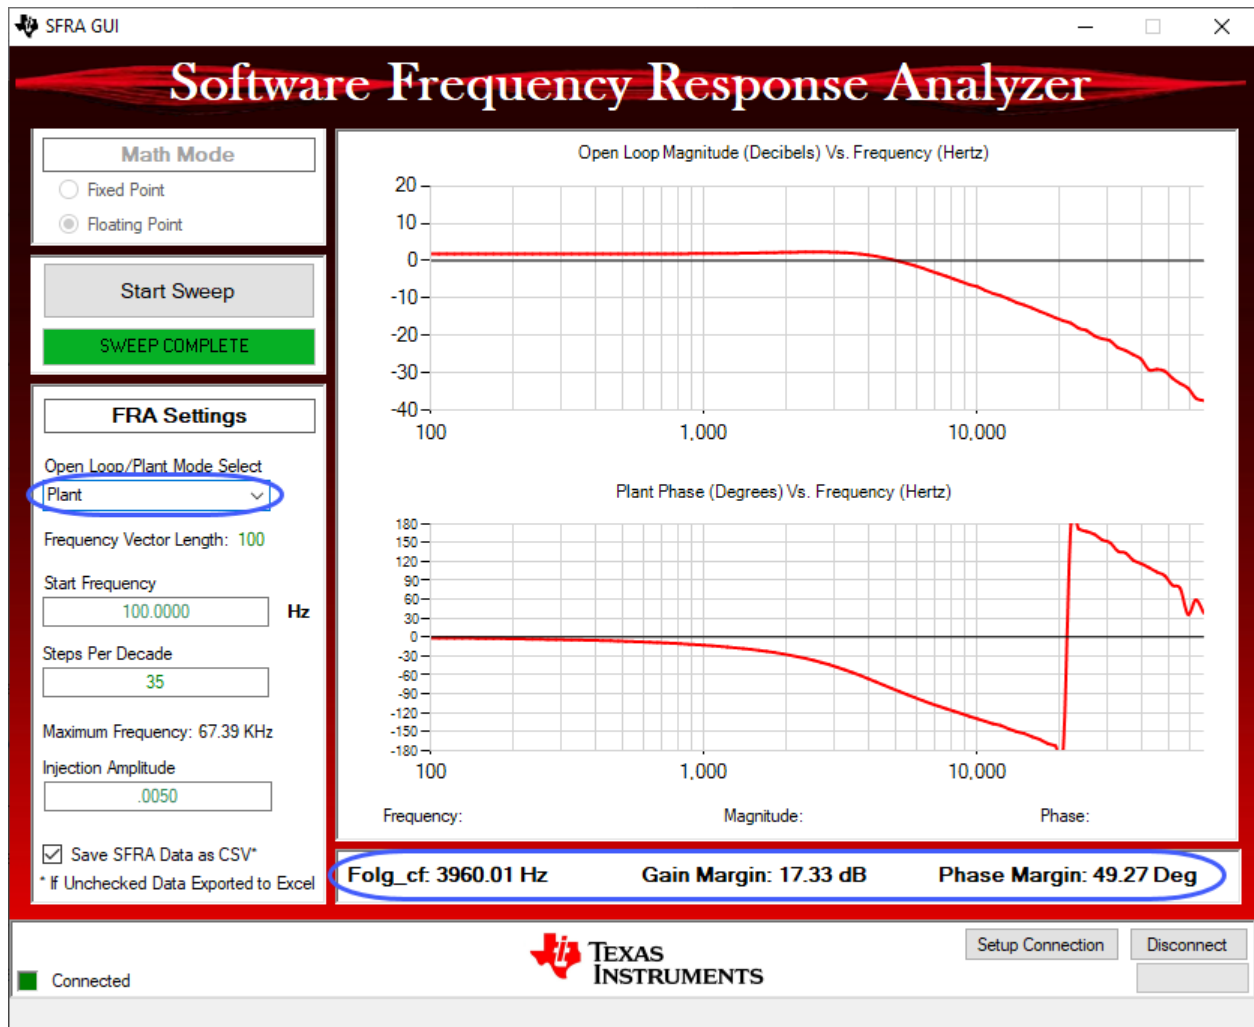 SFRA GUI
Software Frequency Response Analyzer
Math Mode
Fixed Point
Floating Point
Start Sweep
SWEEP COMPLETE
FRA Settings
Open Loop/Plant Mode Select
Plant
Frequency Vector Length: 100
Start Frequency
100.0000 Hz
Steps Per Decade
35
Maximum Frequency: 67.39 KHz
Injection Amplitude
.0050
Save SFRA Data as CSV*
* If Unchecked Data Exported to Excel
Open Loop Magnitude (Decibels) Vs. Frequency (Hertz)
20
10
0
-10
-20
-30
-40
100 1,000 10,000
Plant Phase (Degrees) Vs. Frequency (Hertz)
180
150
120
90
60
30
0
-30
-60
-90
-120
-150
-180
100 1,000 10,000
Frequency: Magnitude: Phase:
Folg_cf: 3960.01 Hz Gain Margin: 17.33 dB Phase Margin: 49.27 Deg
Connected
TEXAS
INSTRUMENTS
Setup Connection Disconnect